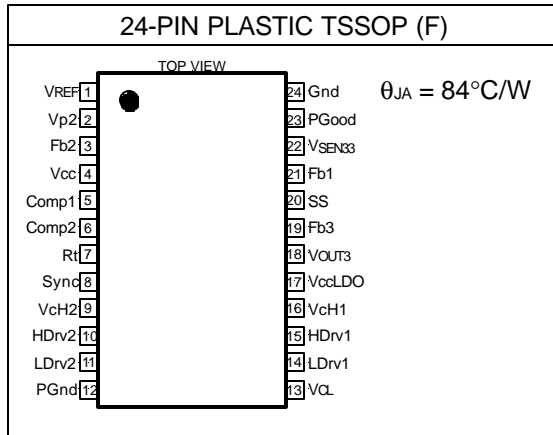 24-PIN PLASTIC TSSOP (F)
TOP VIEW
θJA = 84°C/W
VREF 1
Vp2 2
Fb2 3
Vcc 4
Comp1 5
Comp2 6
Rt 7
Sync 8
VcH2 9
HDrv2 10
LDrv2 11
PGnd 12
24 Gnd
23 PGood
22 VSEN33
21 Fb1
20 SS
19 Fb3
18 VOUT3
17 VccLDO
16 VcH1
15 HDrv1
14 LDrv1
13 VCL